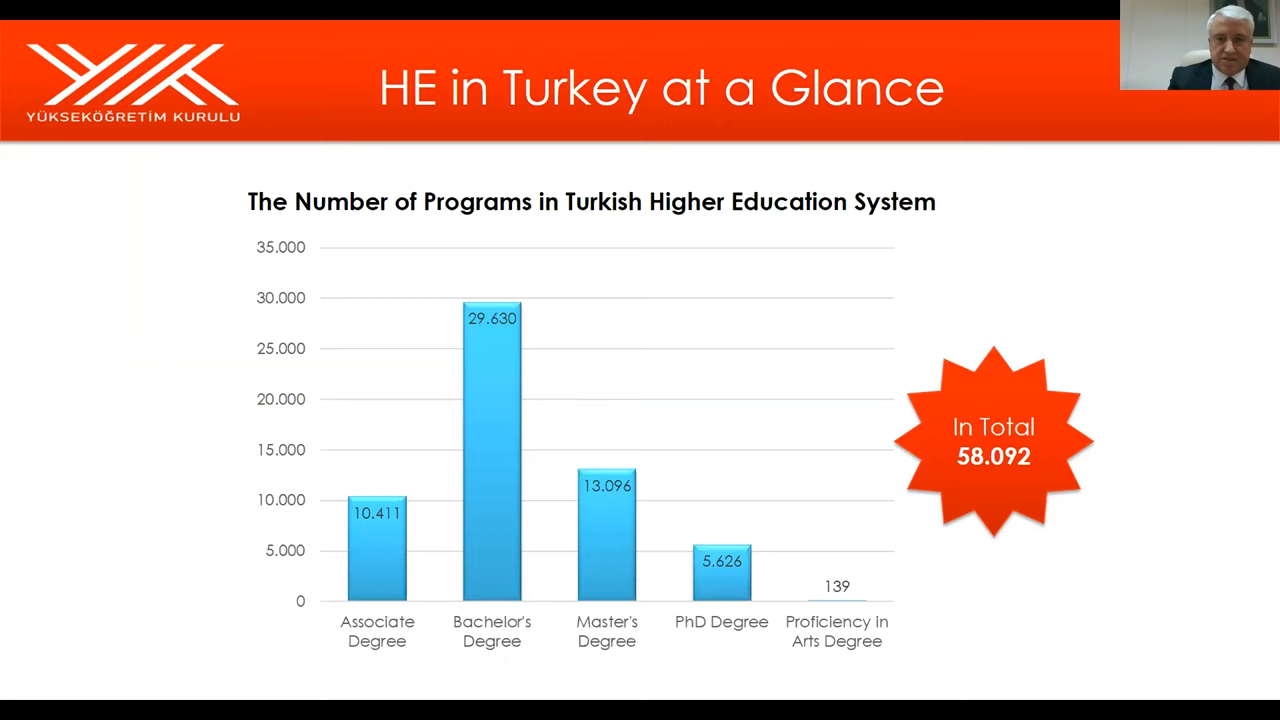 YÜKSEKÖĞRETİM KURULU
HE in Turkey at a Glance
The Number of Programs in Turkish Higher Education System
35.000
30.000
25.000
20.000
15.000
10.000
5.000
0
10.411
29.630
13.096
5.626
139
Associate
Degree
Bachelor's
Degree
Master's
Degree
PhD Degree
Proficiency in
Arts Degree
In Total
58.092